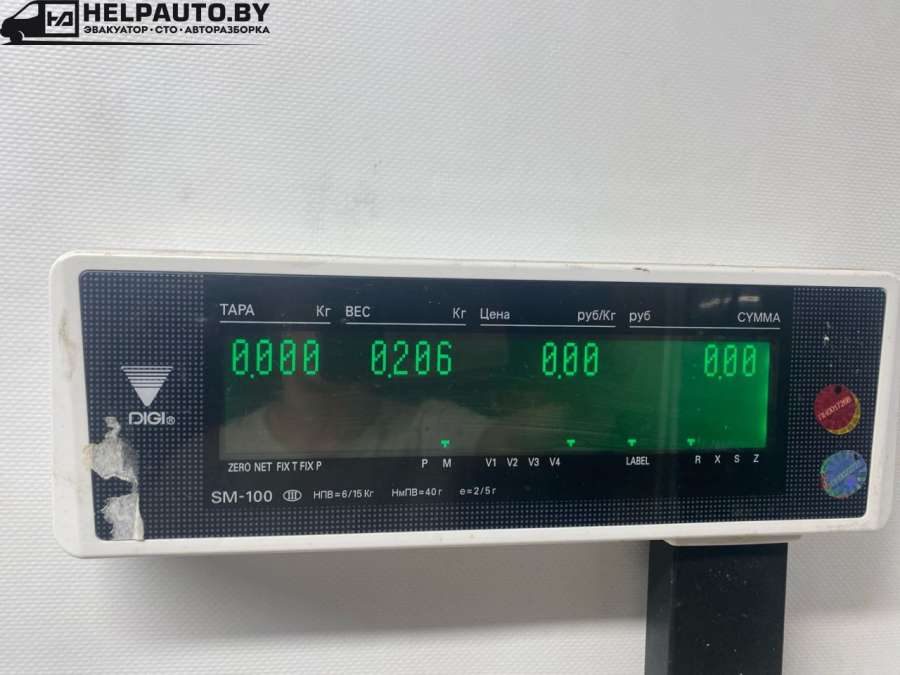 HELPAUTO.BY
ЭВАКУАТОР · СТО · АВТОРАЗБОРКА
ТАРА Кг ВЕС Кг Цена руб/Кг руб СУММА
0.000 0.206 0.00 0.00
DIGI®
ZERO NET FIX T FIX P P M V1 V2 V3 V4 LABEL R X S Z
SM-100 III НПВ=6/15 Кг НмПВ=40 г e=2/5 г